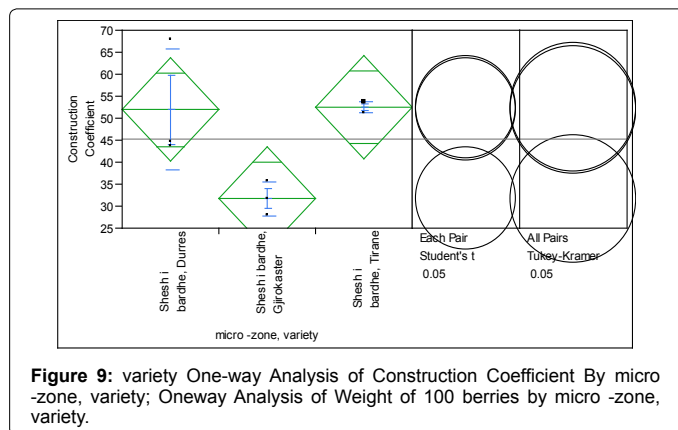 70
65
60
55
50
45
40
35
30
25
Construction
Coefficient
Shesh i
bardhe, Durres
Shesh i bardhe,
Gjirokaster
Shesh i
bardhe, Tirane
micro -zone, variety
Each Pair
Student's t
0.05
All Pairs
Tukey-Kramer
0.05
Figure 9: variety One-way Analysis of Construction Coefficient By micro
-zone, variety; Oneway Analysis of Weight of 100 berries by micro -zone,
variety.